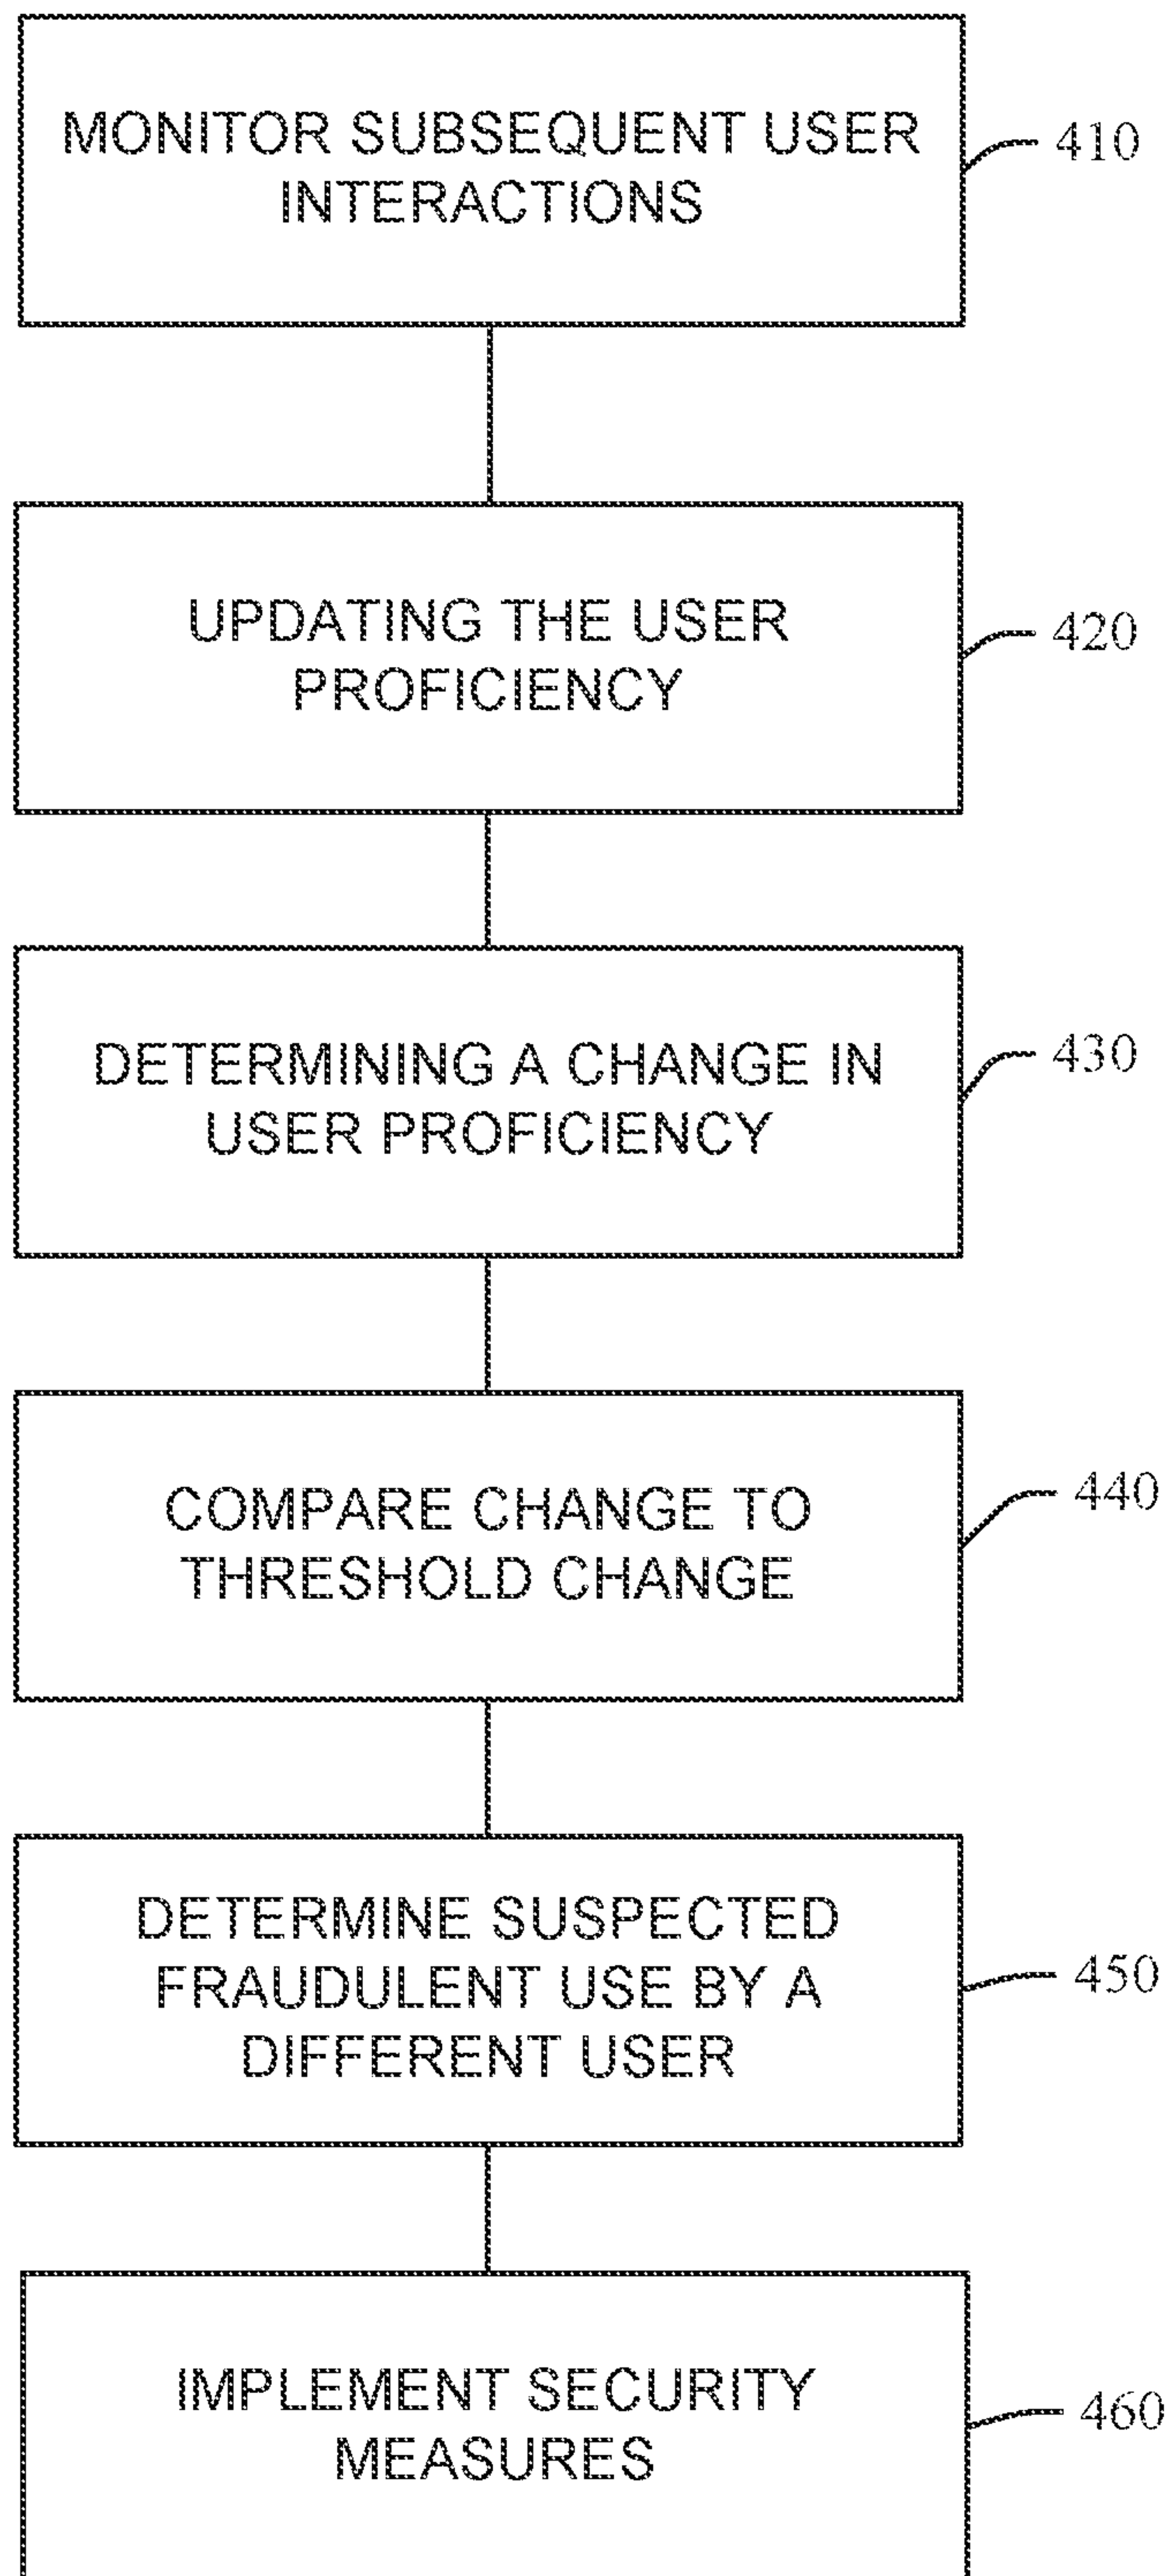 MONITOR SUBSEQUENT USER
INTERACTIONS
410
UPDATING THE USER
PROFICIENCY
420
DETERMINING A CHANGE IN
USER PROFICIENCY
430
COMPARE CHANGE TO
THRESHOLD CHANGE
440
DETERMINE SUSPECTED
FRAUDULENT USE BY A
DIFFERENT USER
450
IMPLEMENT SECURITY
MEASURES
460